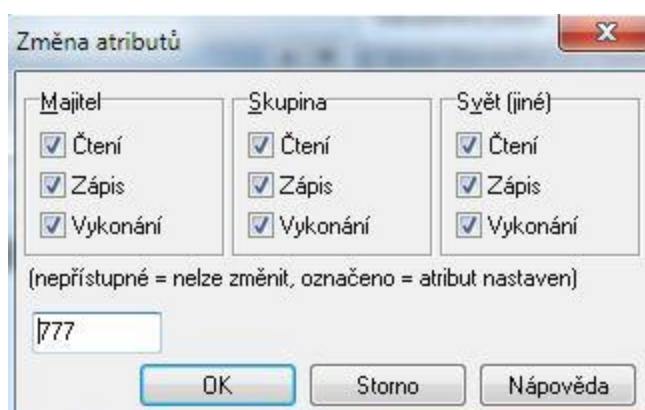 Změna atributů
Majitel Skupina Svět (jiné)
Čtení Čtení Čtení
Zápis Zápis Zápis
Vykonání Vykonání Vykonání
(nepřístupné = nelze změnit, označeno = atribut nastaven)
777
OK Storno Nápověda